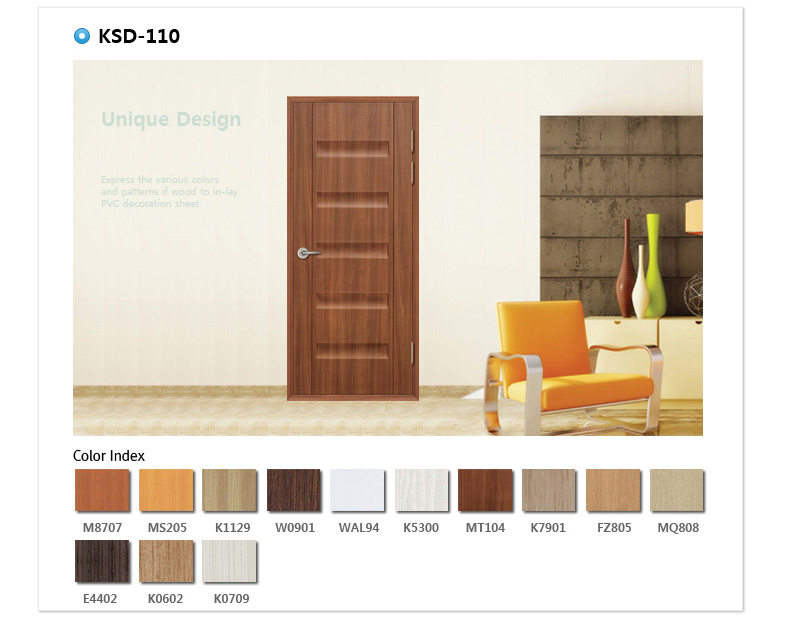 KSD-110
Unique Design
Express the various colors
and patterns if wood to in-lay
PVC decoration sheet
Color Index
M8707 MS205 K1129 W0901 WAL94 K5300 MT104 K7901 FZ805 MQ808
E4402 K0602 K0709